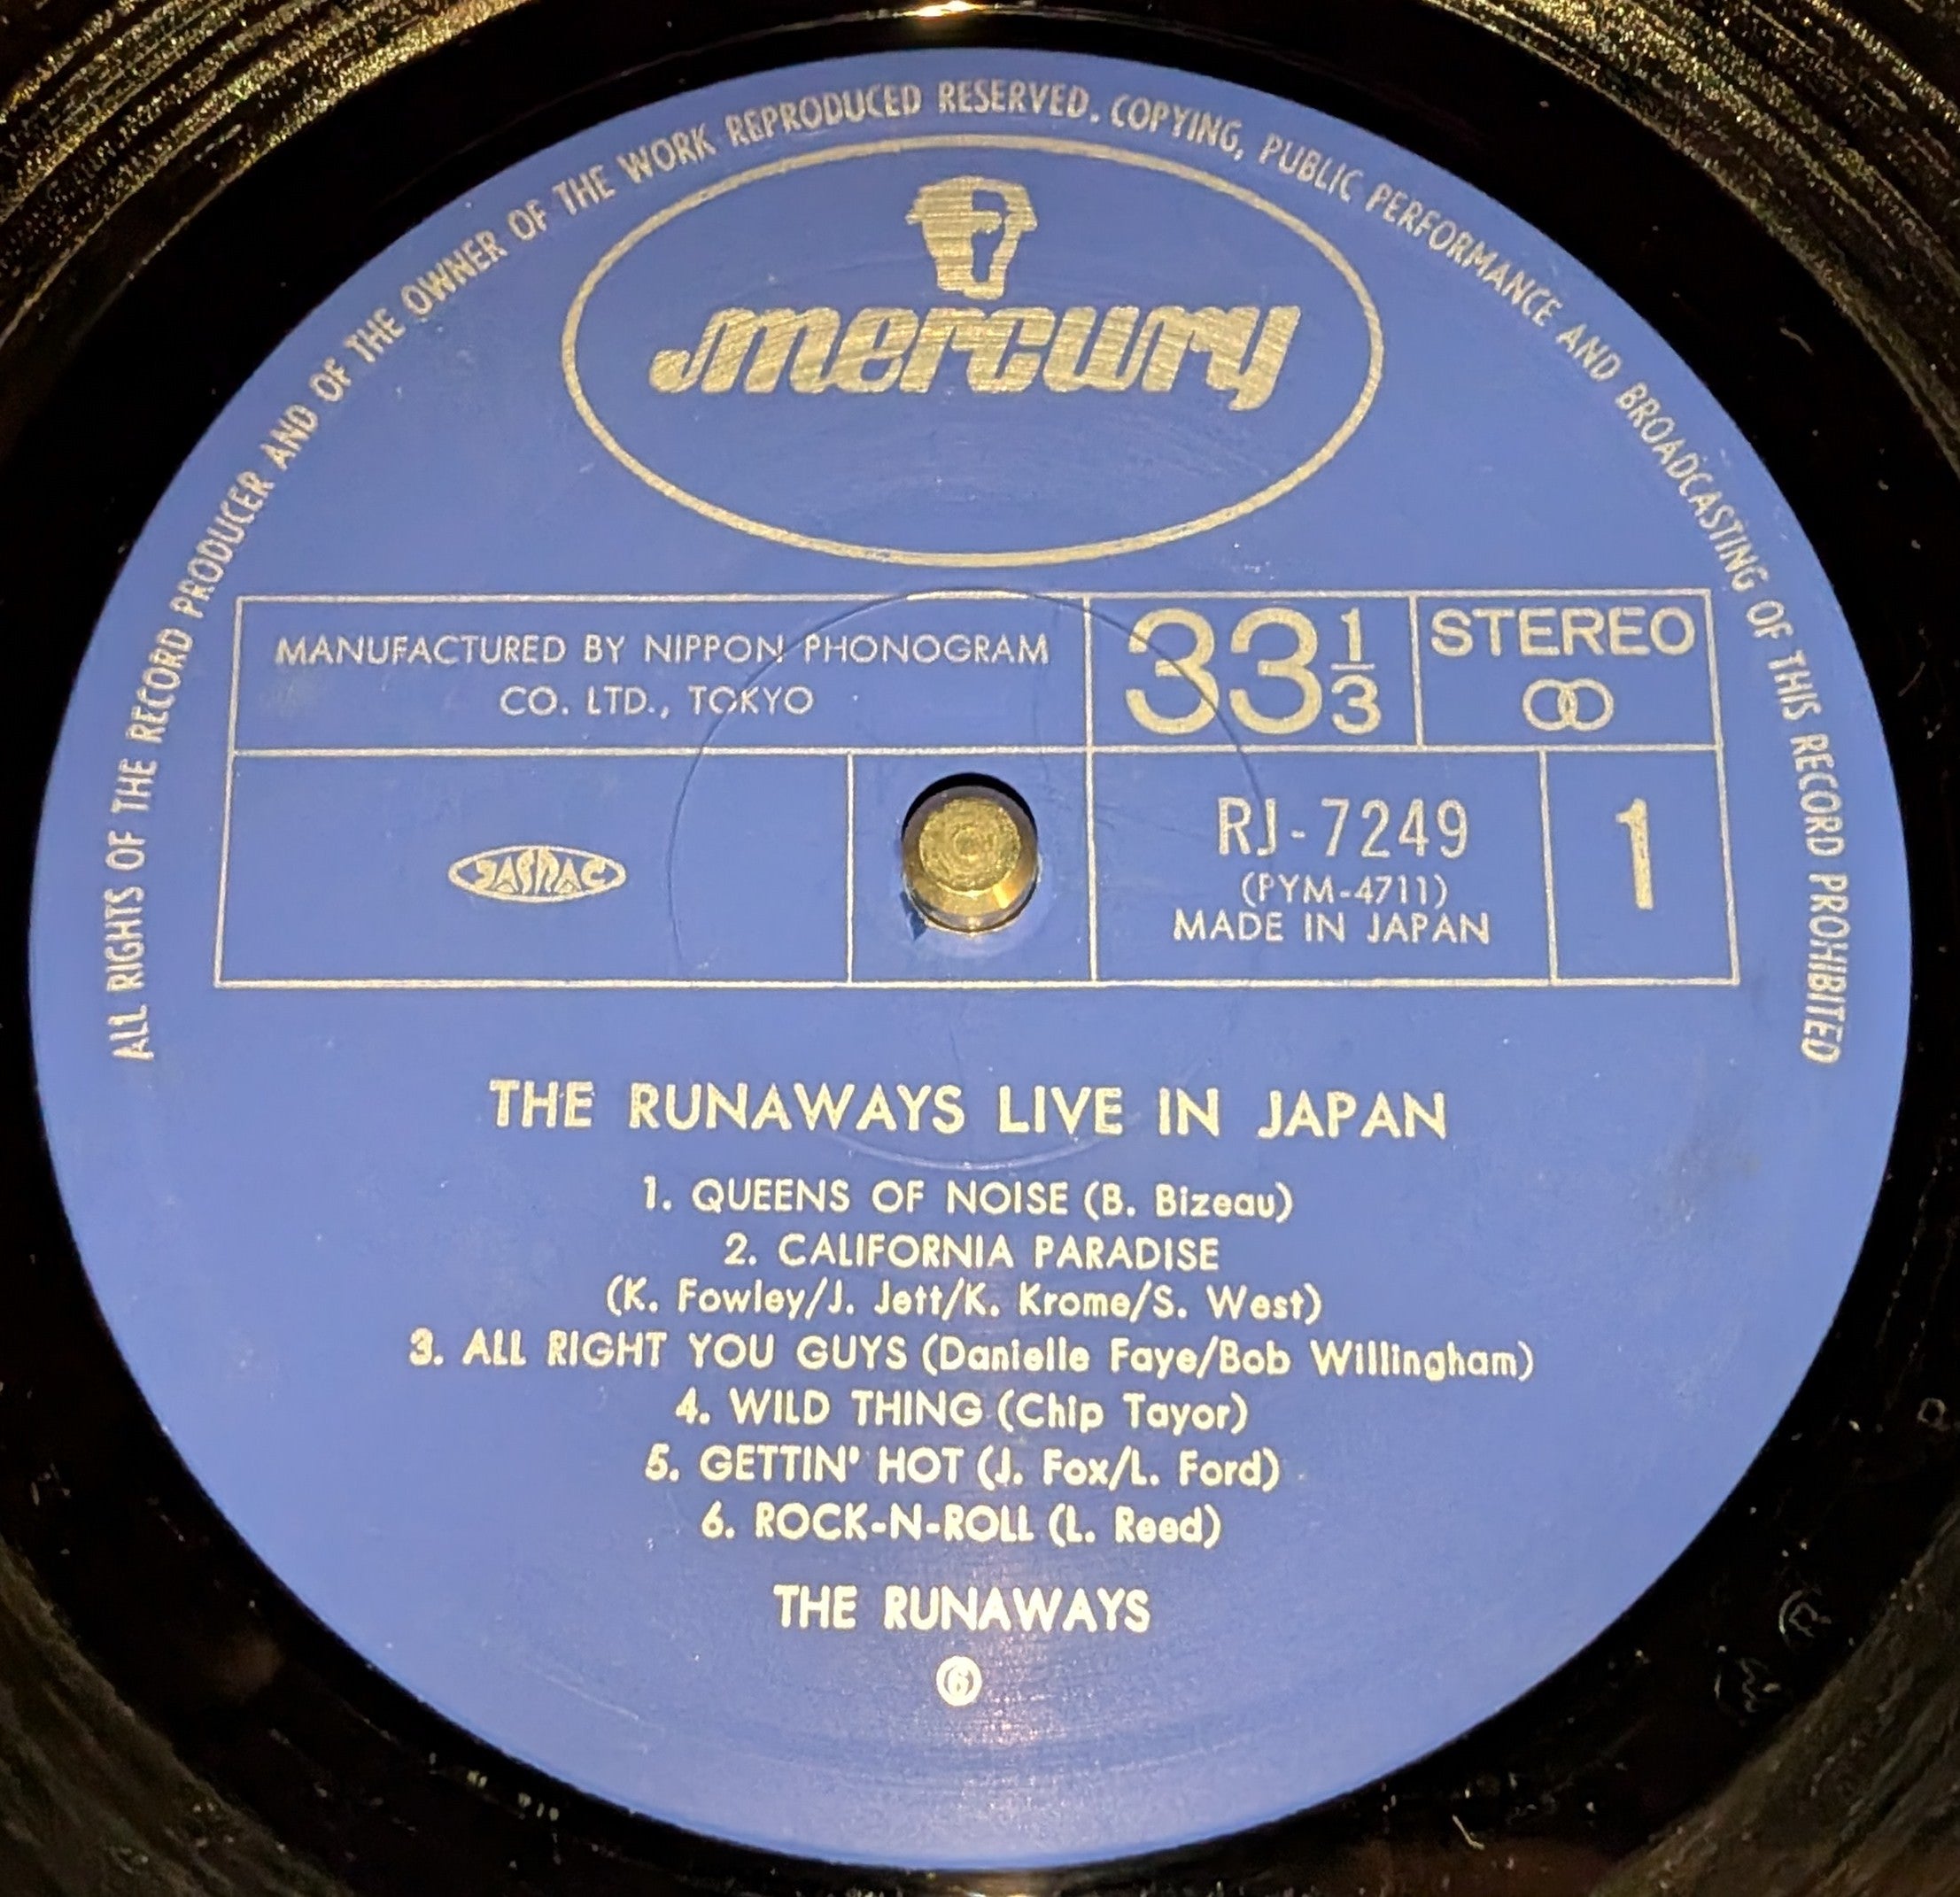 ALL RIGHTS OF THE RECORD PRODUCER AND OF THE OWNER OF THE WORK REPRODUCED RESERVED. COPYING, PUBLIC PERFORMANCE AND BROADCASTING OF THIS RECORD PROHIBITED
mercury
MANUFACTURED BY NIPPON PHONOGRAM
CO. LTD., TOKYO
33 1/3
STEREO
JASRAC
RJ-7249
(PYM-4711)
MADE IN JAPAN
1
THE RUNAWAYS LIVE IN JAPAN
1. QUEENS OF NOISE (B. Bizeau)
2. CALIFORNIA PARADISE
(K. Fowley/J. Jett/K. Krome/S. West)
3. ALL RIGHT YOU GUYS (Danielle Faye/Bob Willingham)
4. WILD THING (Chip Tayor)
5. GETTIN' HOT (J. Fox/L. Ford)
6. ROCK-N-ROLL (L. Reed)
THE RUNAWAYS
⑥